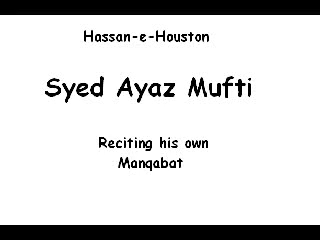 Hassan-e-Houston
Syed Ayaz Mufti
Reciting his own
Manqabat